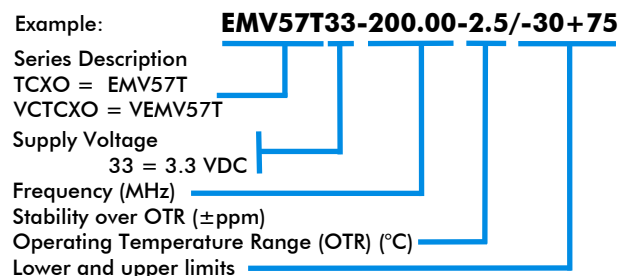 Example: EMV57T33-200.00-2.5/-30+75
Series Description
TCXO = EMV57T
VCTCXO = VEMV57T
Supply Voltage
33 = 3.3 VDC
Frequency (MHz)
Stability over OTR (±ppm)
Operating Temperature Range (OTR) (°C)
Lower and upper limits